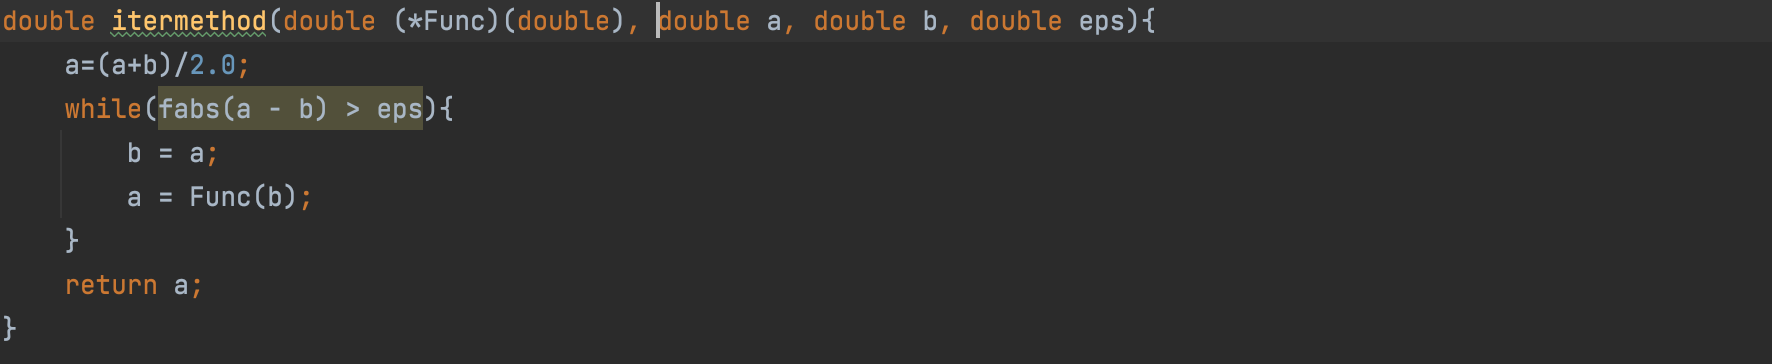 double itermethod(double (*Func)(double), double a, double b, double eps){
    a=(a+b)/2.0;
    while(fabs(a - b) > eps){
        b = a;
        a = Func(b);
    }
    return a;
}